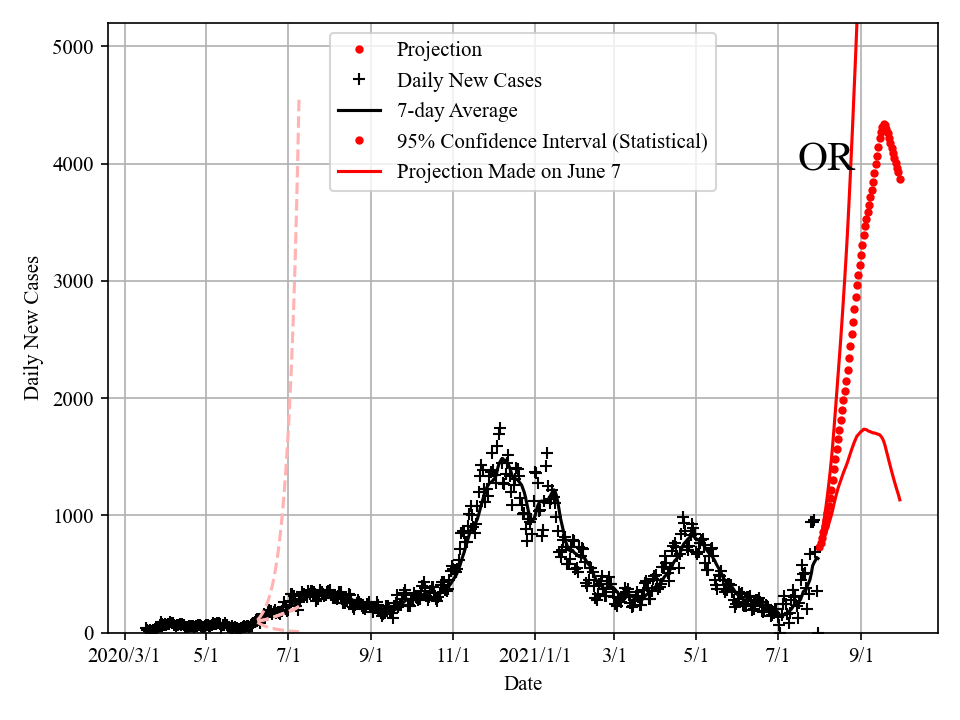 5000
4000
3000
2000
1000
0
Daily New Cases
Projection
Daily New Cases
7-day Average
95% Confidence Interval (Statistical)
Projection Made on June 7
OR
2020/3/1 5/1 7/1 9/1 11/1 2021/1/1 3/1 5/1 7/1 9/1
Date